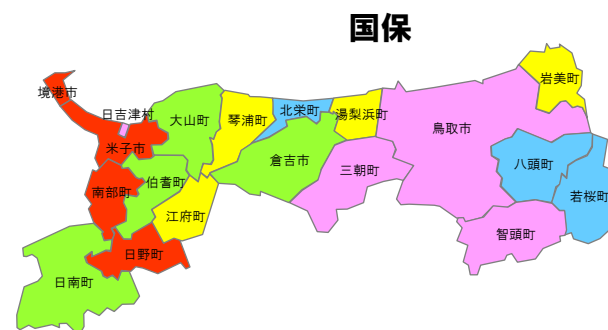 国保
岩美町
境港市
日吉津村
大山町
琴浦町
北栄町
湯梨浜町
鳥取市
米子市
倉吉市
三朝町
八頭町
南部町
伯耆町
若桜町
江府町
智頭町
日野町
日南町